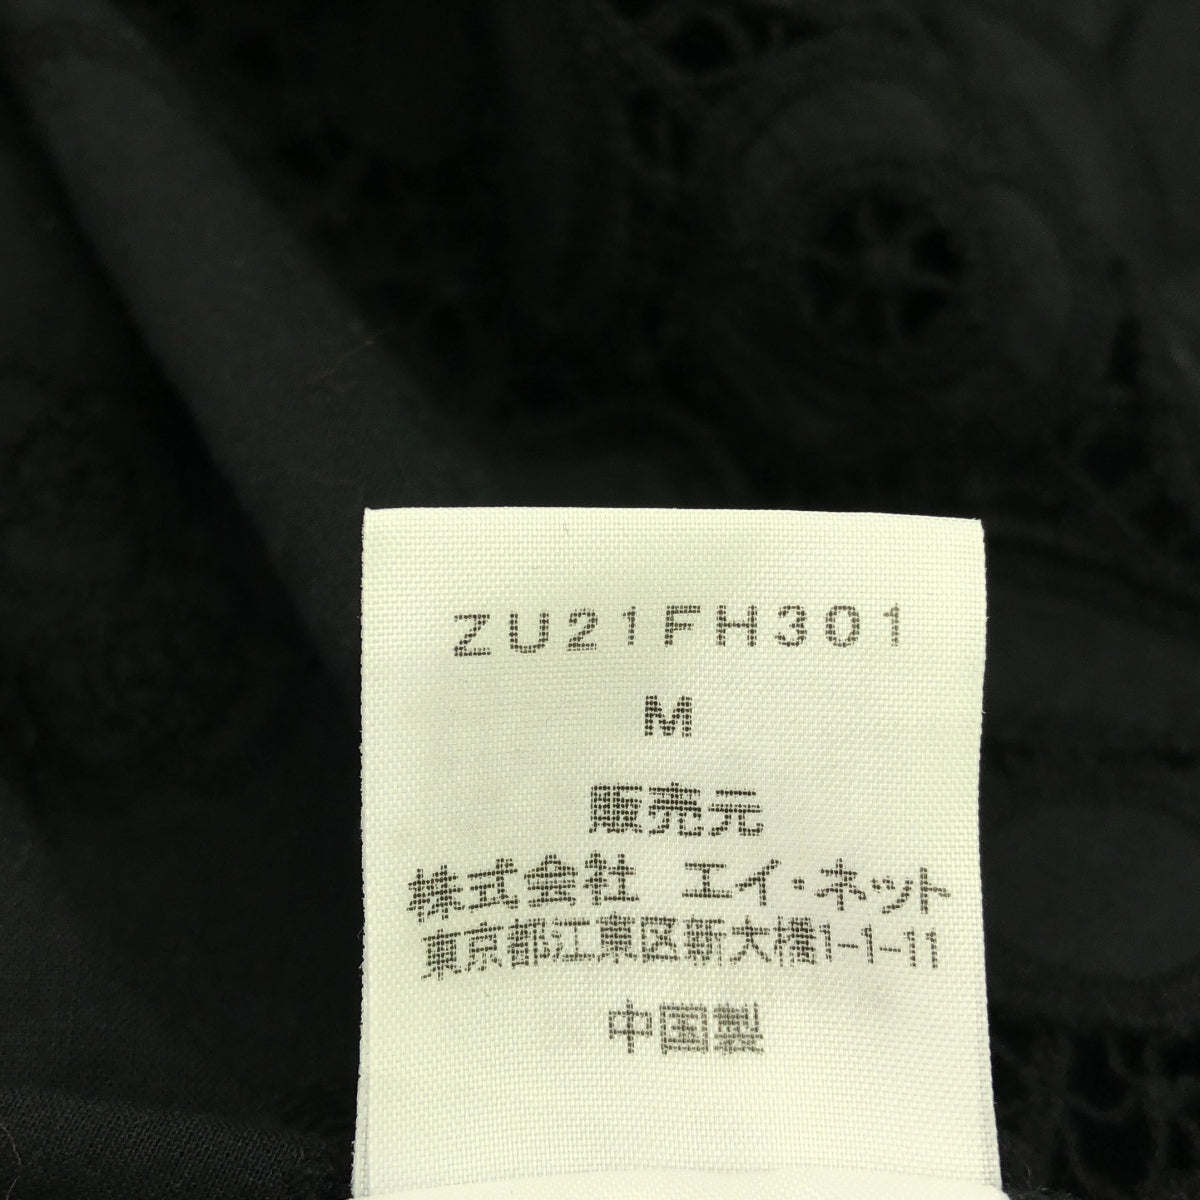 ZU21FH301
M
販売元
株式会社 エイ・ネット
東京都江東区新大橋1-1-11
中国製